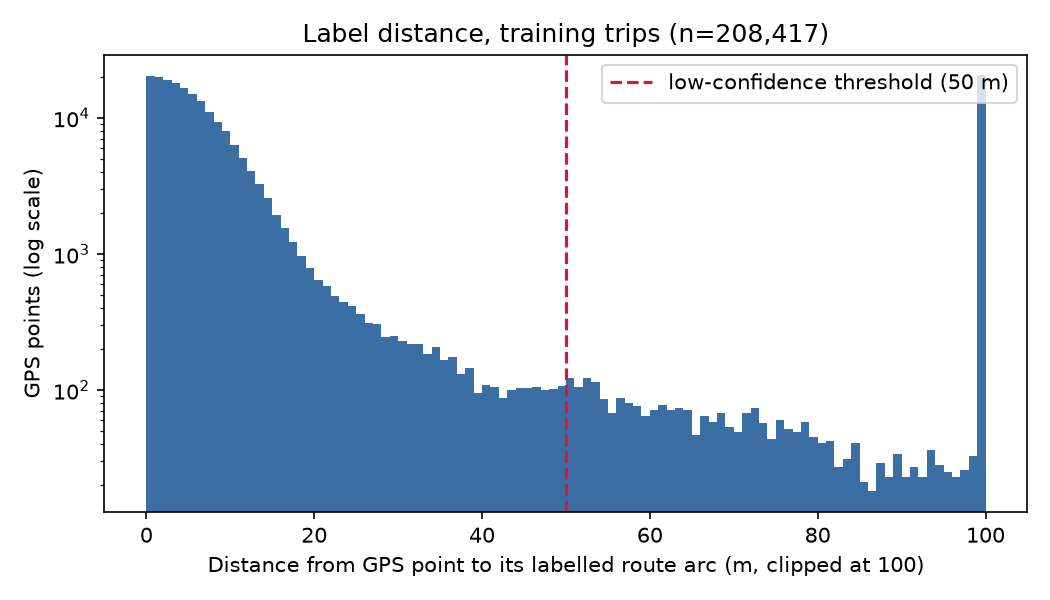 Label distance, training trips (n=208,417)
low-confidence threshold (50 m)
GPS points (log scale)
10⁴
10³
10²
0 20 40 60 80 100
Distance from GPS point to its labelled route arc (m, clipped at 100)